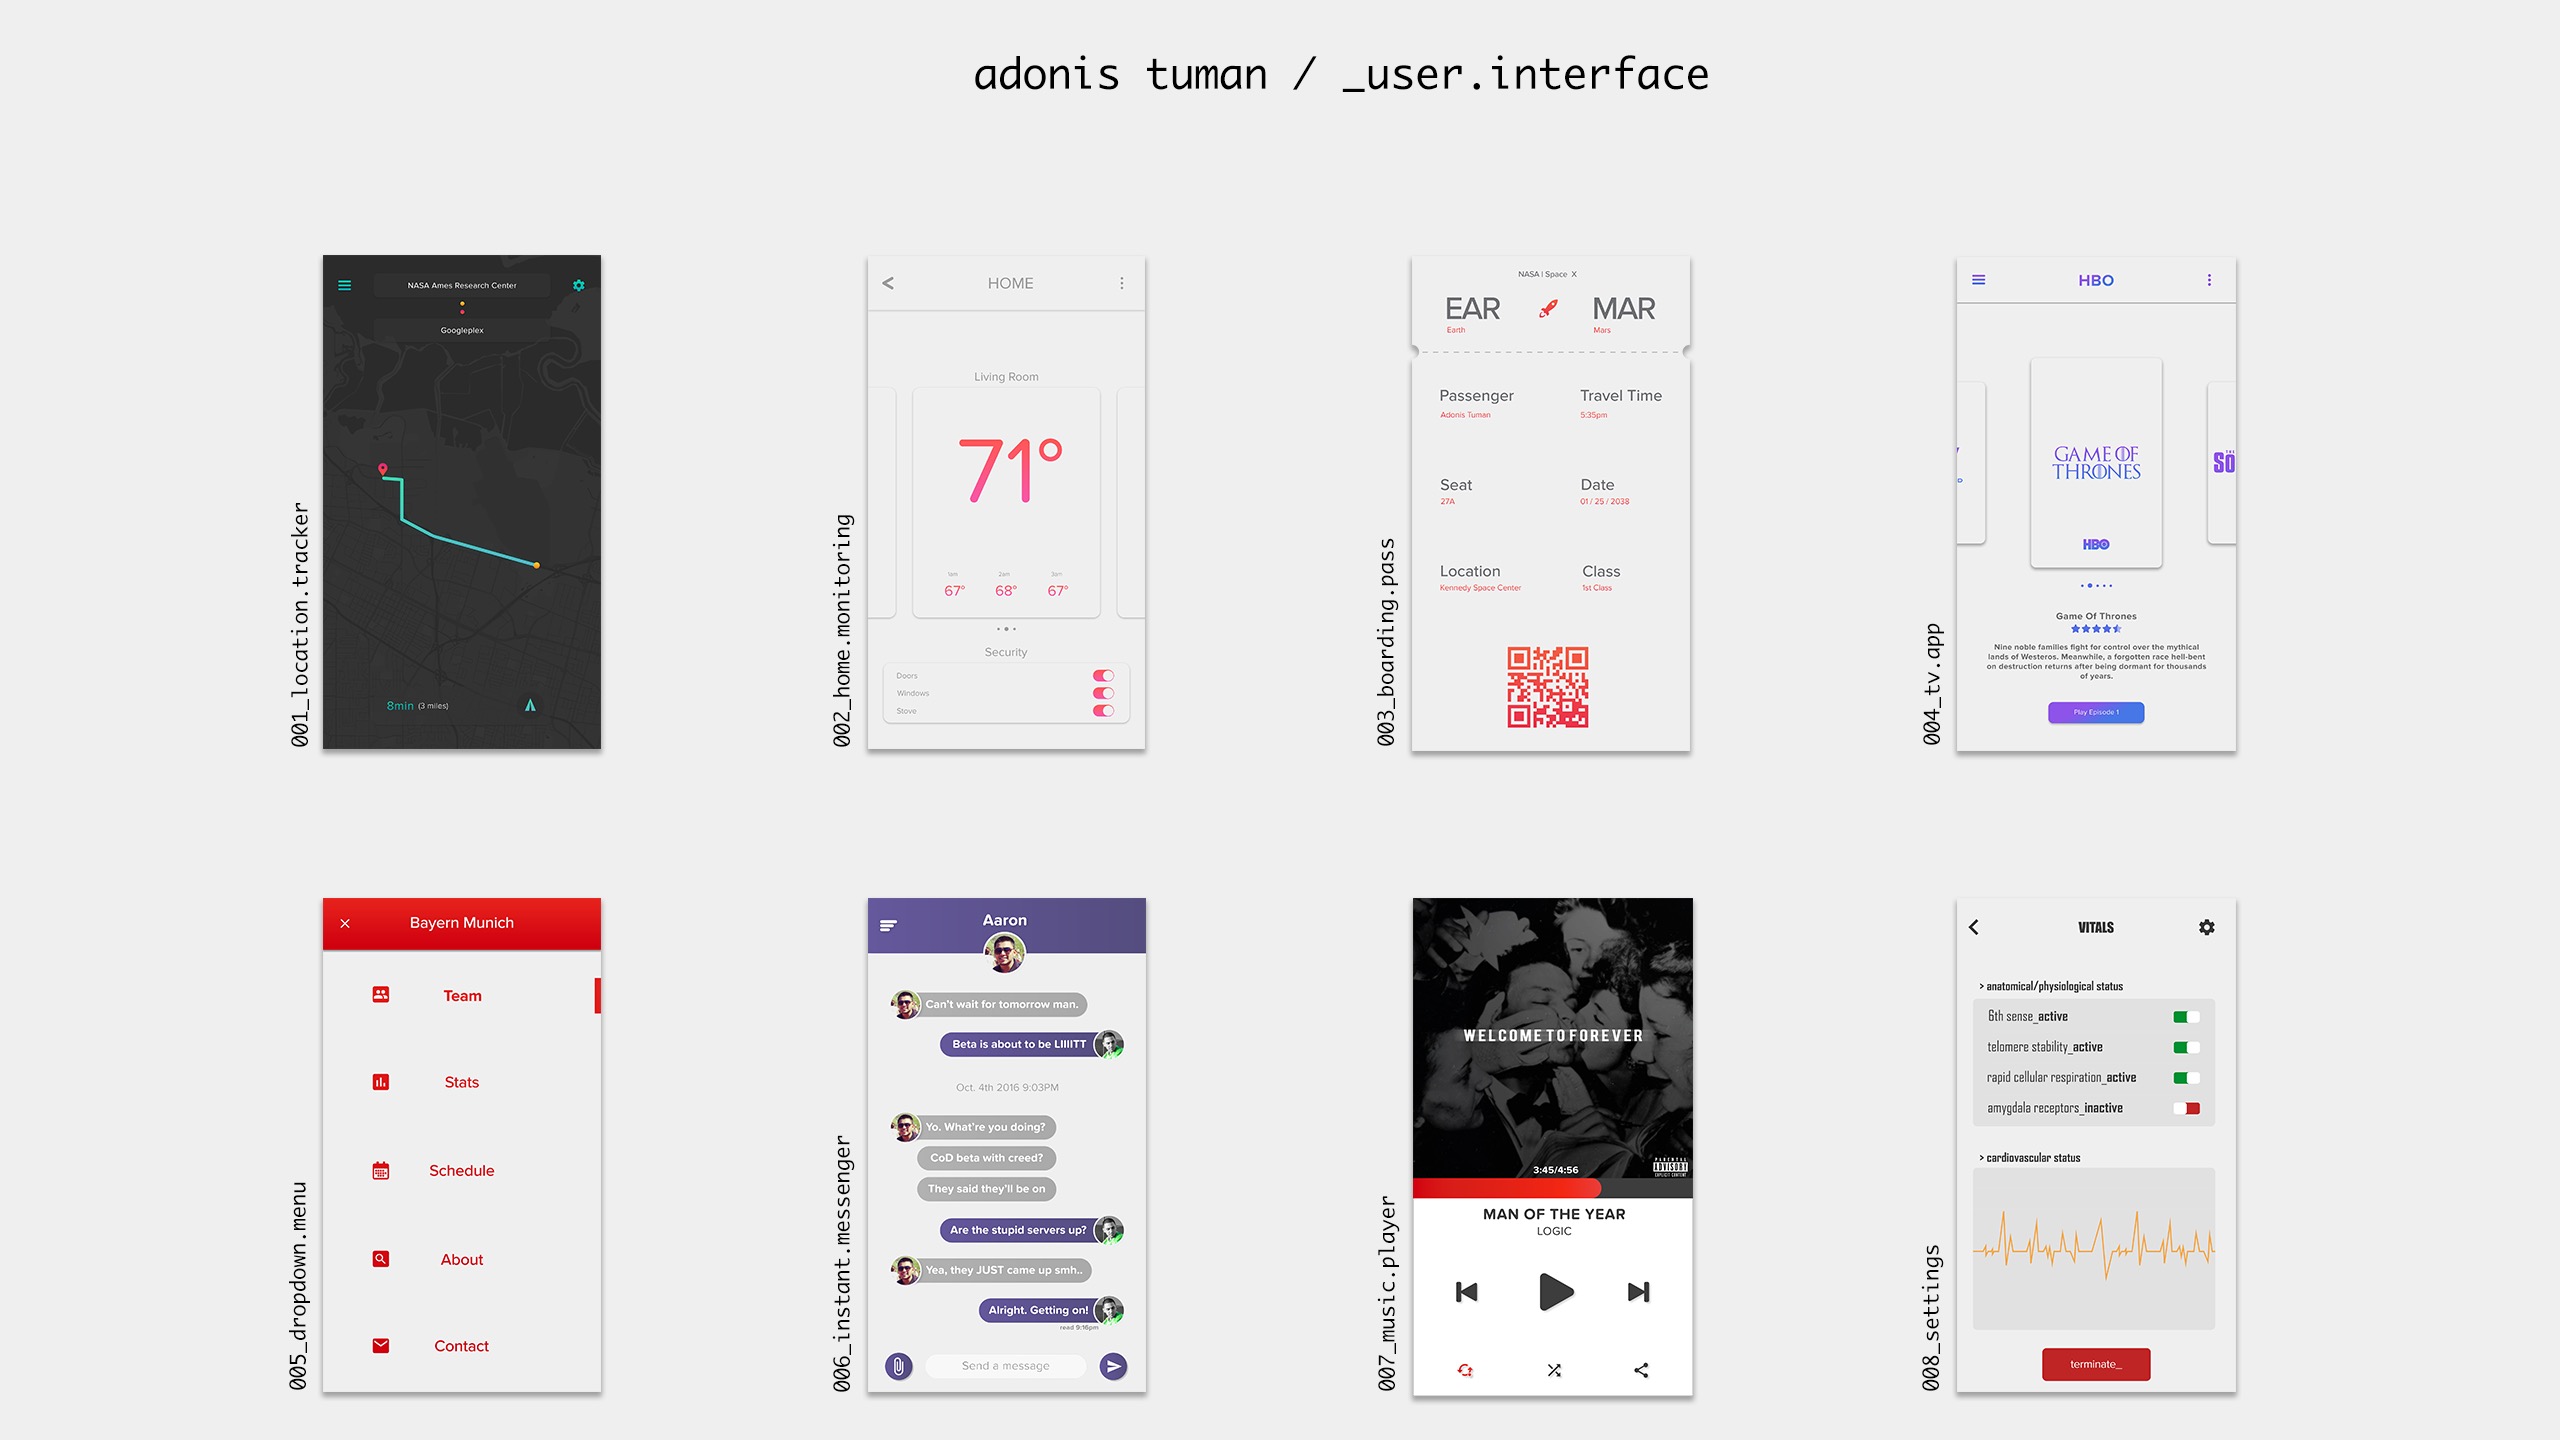 adonis tuman / _user.interface
001_location.tracker
NASA Ames Research Center
Googleplex
8min (3 miles)
002_home.monitoring
HOME
Living Room
71°
1am 2am 3am
67° 68° 67°
Security
Doors
Windows
Stove
003_boarding.pass
NASA | Space X
EAR MAR
Earth Mars
Passenger Travel Time
Adonis Tuman 5:35pm
Seat Date
27A 01 / 25 / 2038
Location Class
Kennedy Space Center 1st Class
004_tv.app
HBO
GAME OF
THRONES
SO
HBO
Game Of Thrones
Nine noble families fight for control over the mythical
lands of Westeros. Meanwhile, a forgotten race hell-bent
on destruction returns after being dormant for thousands
of years.
Play Episode 1
005_dropdown.menu
Bayern Munich
Team
Stats
Schedule
About
Contact
006_instant.messenger
Aaron
Can't wait for tomorrow man.
Beta is about to be LIIIITT
Oct. 4th 2016 9:03PM
Yo. What're you doing?
CoD beta with creed?
They said they'll be on
Are the stupid servers up?
Yea, they JUST came up smh..
Alright. Getting on!
read 9:16pm
Send a message
007_music.player
WELCOME TO FOREVER
3:45/4:56
PARENTAL
ADVISORY
EXPLICIT CONTENT
MAN OF THE YEAR
LOGIC
008_settings
VITALS
> anatomical/physiological status
6th sense_active
telomere stability_active
rapid cellular respiration_active
amygdala receptors_inactive
> cardiovascular status
terminate_